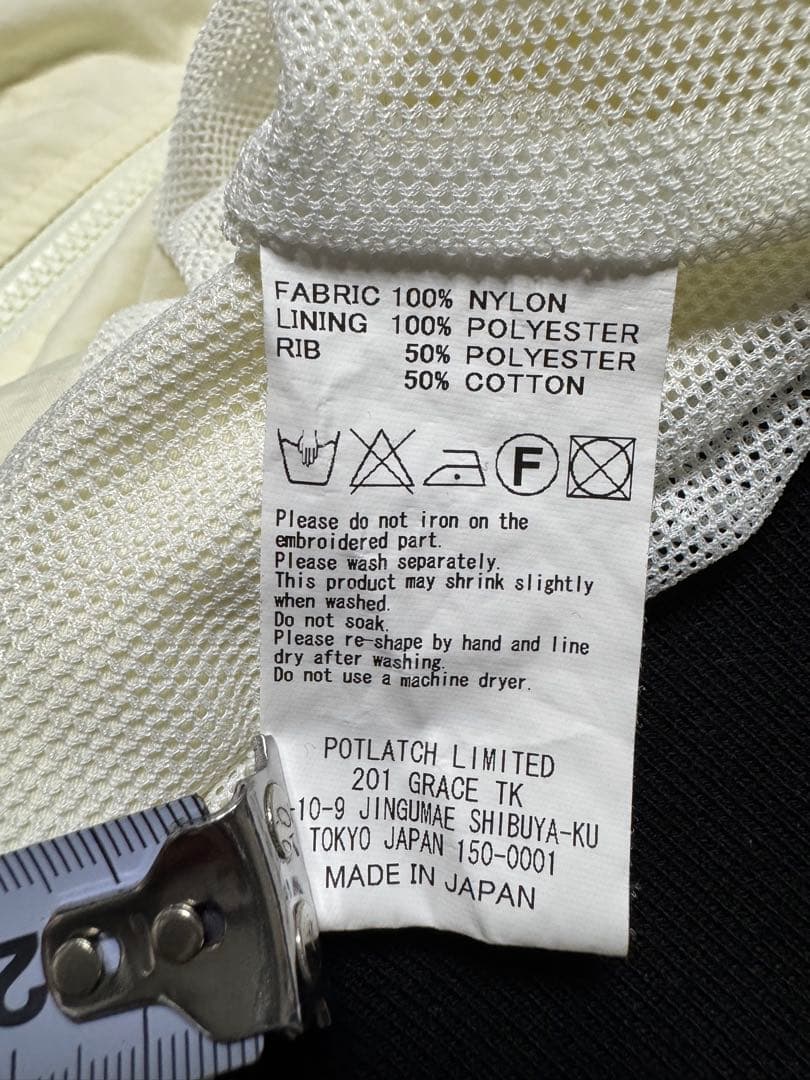 FABRIC 100% NYLON
LINING 100% POLYESTER
RIB 50% POLYESTER
50% COTTON
F
Please do not iron on the
embroidered part.
Please wash separately.
This product may shrink slightly
when washed.
Do not soak.
Please re-shape by hand and line
dry after washing.
Do not use a machine dryer.
POTLATCH LIMITED
201 GRACE TK
-10-9 JINGUMAE SHIBUYA-KU
TOKYO JAPAN 150-0001
MADE IN JAPAN
2